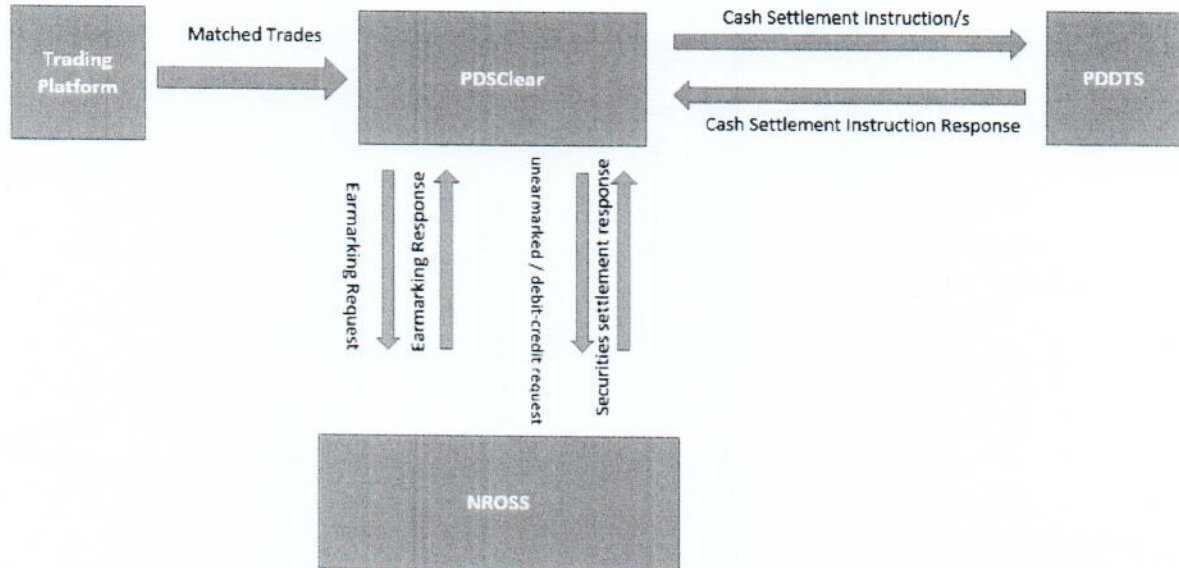 Cash Settlement Instruction/s
Matched Trades
Trading
Platform
PDSClear
PDDTS
Cash Settlement Instruction Response
Earmarking Request
Earmarking Response
unearmarked / debit-credit request
Securities settlement response
NROSS